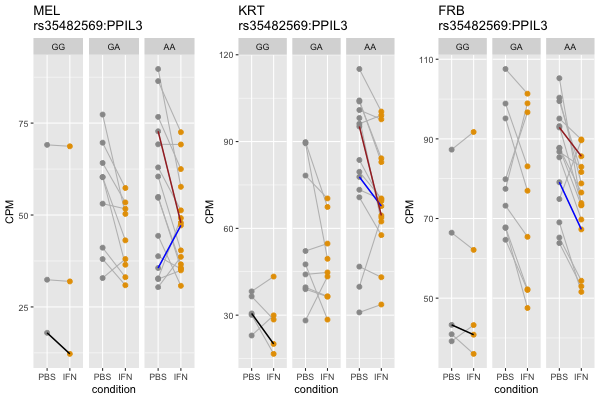 MEL
rs35482569:PPIL3
GG GA AA
CPM
75
50
25
PBS IFN PBS IFN PBS IFN
condition
KRT
rs35482569:PPIL3
GG GA AA
CPM
120
90
60
30
PBS IFN PBS IFN PBS IFN
condition
FRB
rs35482569:PPIL3
GG GA AA
CPM
110
90
70
50
PBS IFN PBS IFN PBS IFN
condition